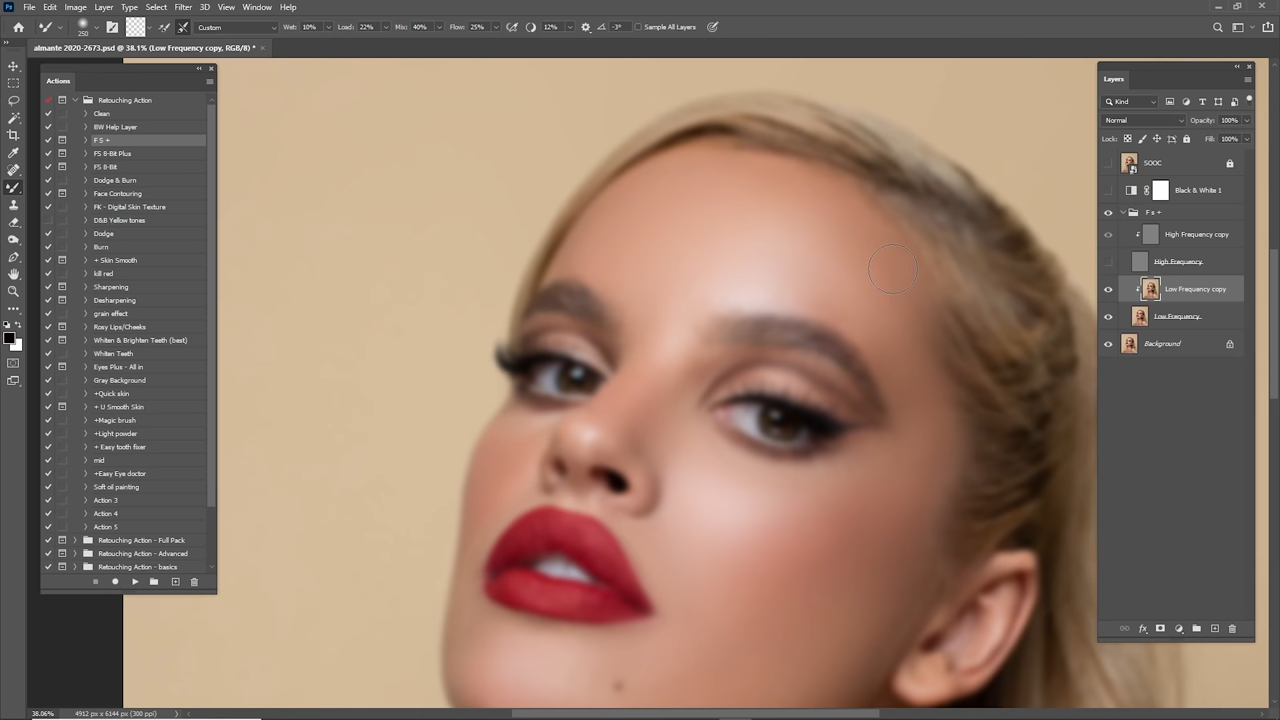 Ps File Edit Image Layer Type Select Filter 3D View Window Help
250 Custom Wet: 10% Load: 22% Mix: 40% Flow: 25% 12% -3° Sample All Layers
almante 2020-2673.psd @ 38.1% (Low Frequency copy, RGB/8) *
Actions
Retouching Action
Clean
BW Help Layer
F S +
FS 8-Bit Plus
FS 8-Bit
Dodge & Burn
Face Contouring
FK - Digital Skin Texture
D&B Yellow tones
Dodge
Burn
+ Skin Smooth
kill red
Sharpening
Desharpening
grain effect
Rosy Lips/Cheeks
Whiten & Brighten Teeth (best)
Whiten Teeth
Eyes Plus - All in
Gray Background
+Quick skin
+ U Smooth Skin
+Magic brush
+Light powder
+ Easy tooth fixer
mid
+Easy Eye doctor
Soft oil painting
Action 3
Action 4
Action 5
Retouching Action - Full Pack
Retouching Action - Advanced
Retouching Action - basics
Layers
Kind
Normal Opacity: 100%
Lock: Fill: 100%
SOOC
Black & White 1
F s +
High Frequency copy
High Frequency
Low Frequency copy
Low Frequency
Background
38.06% 4912 px x 6144 px (300 ppi)